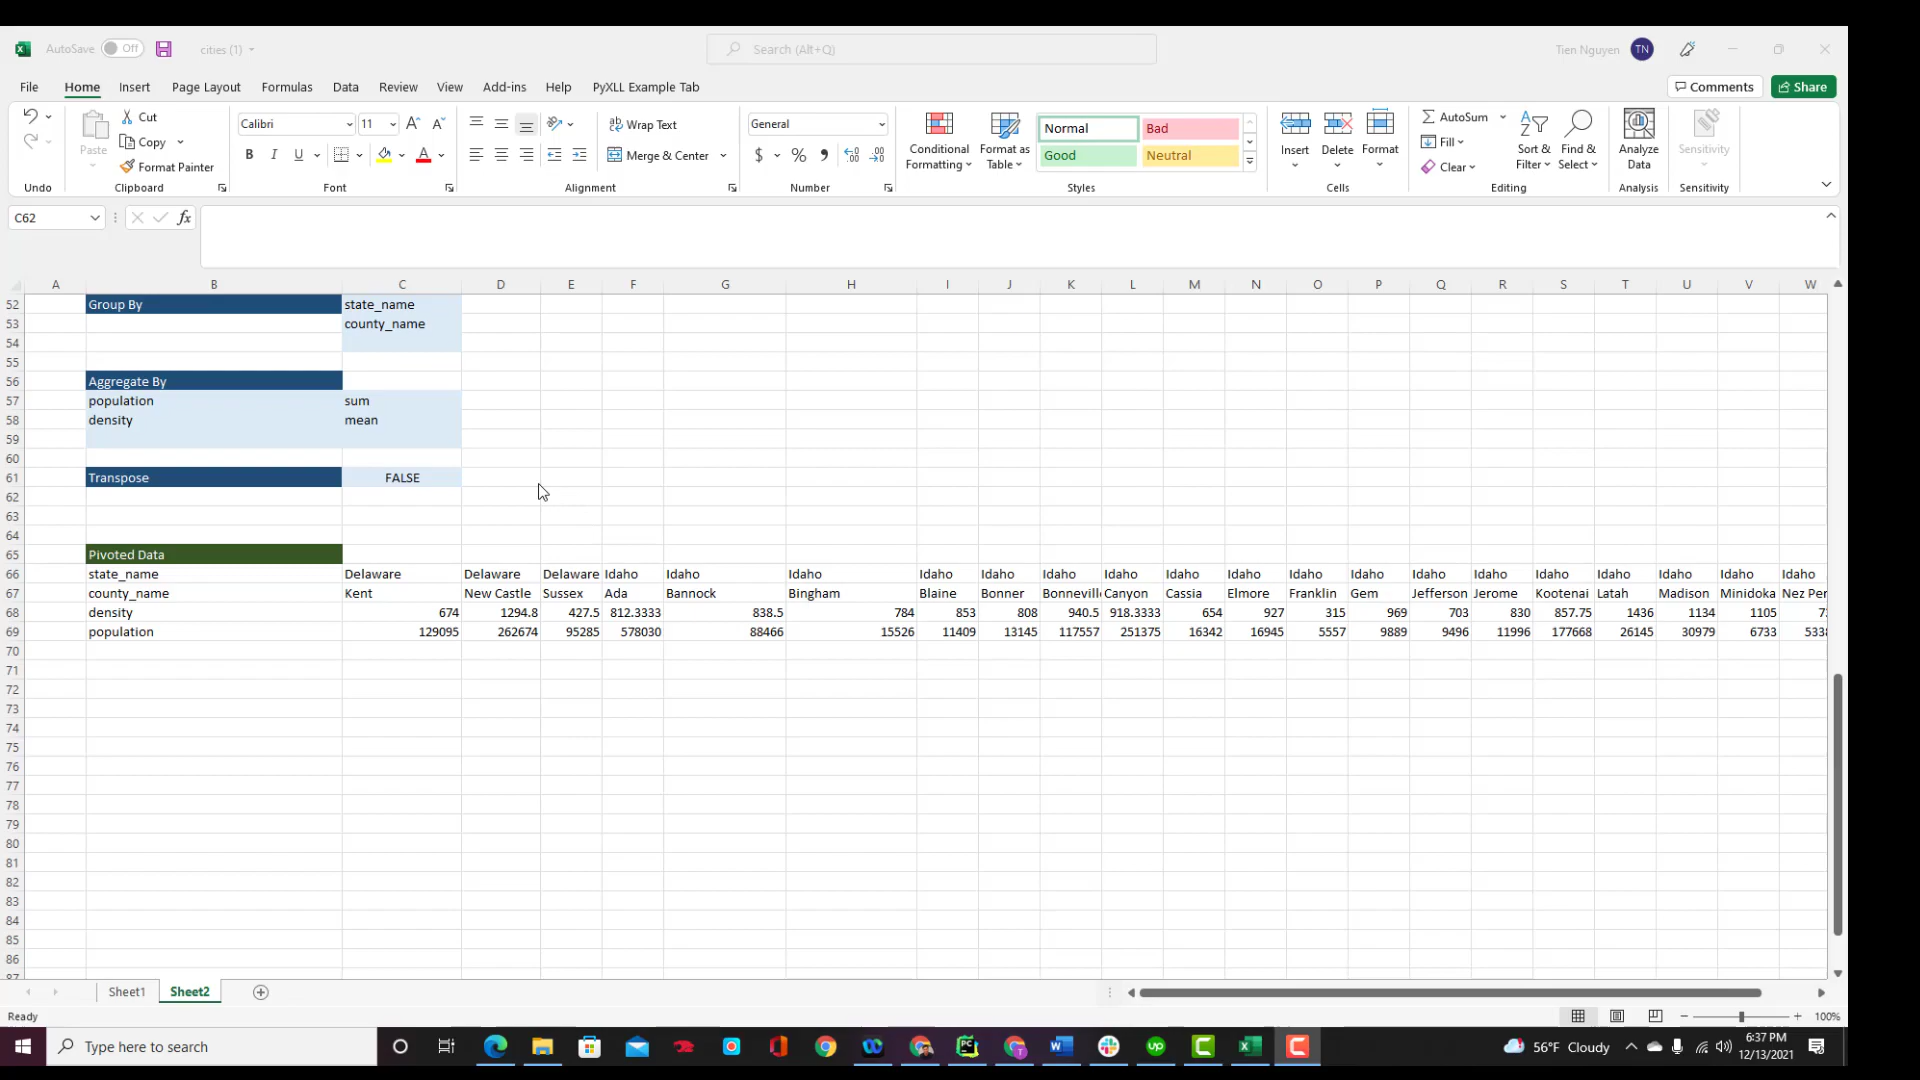 AutoSave Off cities (1) Search (Alt+Q) Tien Nguyen TN
File Home Insert Page Layout Formulas Data Review View Add-ins Help PyXLL Example Tab Comments Share
Cut Calibri 11 Wrap Text General Normal Bad AutoSum
Paste Copy Conditional Formatting Format as Table Insert Delete Format Fill Sort & Filter Find & Select Analyze Data Sensitivity
Format Painter B I U Merge & Center $ % Good Neutral Clear
Undo Clipboard Font Alignment Number Styles Cells Editing Analysis Sensitivity
C62 fx
A B C D E F G H I J K L M N O P Q R S T U V W
52 Group By state_name
53 county_name
54
55
56 Aggregate By
57 population sum
58 density mean
59
60
61 Transpose FALSE
62
63
64
65 Pivoted Data
66 state_name Delaware Delaware Delaware Idaho Idaho Idaho Idaho Idaho Idaho Idaho Idaho Idaho Idaho Idaho Idaho Idaho Idaho Idaho Idaho Idaho Idaho
67 county_name Kent New Castle Sussex Ada Bannock Bingham Blaine Bonner Bonneville Canyon Cassia Elmore Franklin Gem Jefferson Jerome Kootenai Latah Madison Minidoka Nez Per
68 density 674 1294.8 427.5 812.3333 838.5 784 853 808 940.5 918.3333 654 927 315 969 703 830 857.75 1436 1134 1105
69 population 129095 262674 95285 578030 88466 15526 11409 13145 117557 251375 16342 16945 5557 9889 9496 11996 177668 26145 30979 6733
70
71
72
73
74
75
76
77
78
79
80
81
82
83
84
85
86
87
Sheet1 Sheet2
Ready 100%
Type here to search 56°F Cloudy 6:37 PM
12/13/2021